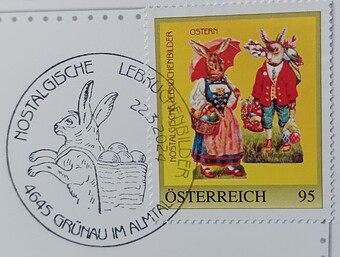 NOSTALGISCHE LEBKUCHENBILDER
22.3.2024
4645 GRÜNAU IM ALMTAL
OSTERN
NOSTALGISCHE LEBKUCHENBILDER
ÖSTERREICH 95